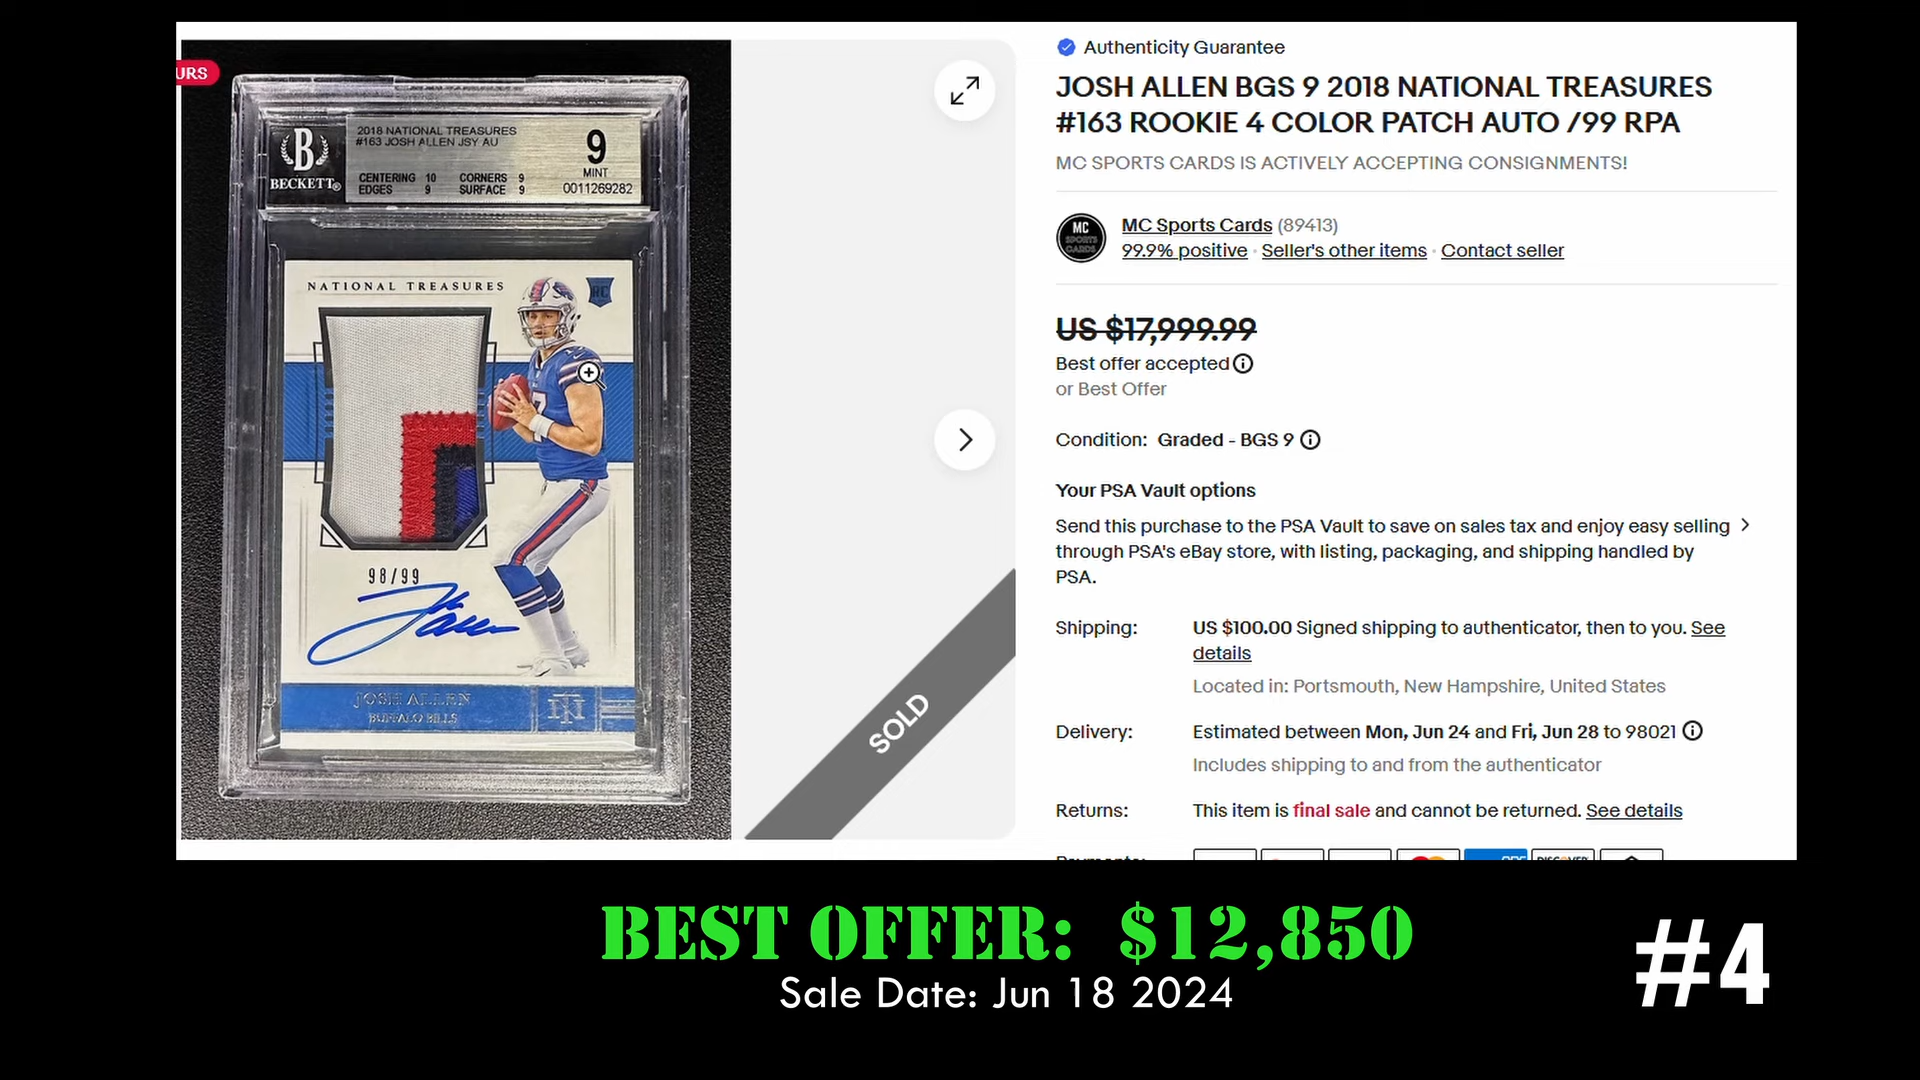 URS
B
BECKETT®
2018 NATIONAL TREASURES
#163 JOSH ALLEN JSY AU
CENTERING 10 CORNERS 9
EDGES 9 SURFACE 9
9
MINT
0011269282
NATIONAL TREASURES
RC
98/99
JOSH ALLEN
BUFFALO BILLS
NT
SOLD
Authenticity Guarantee
JOSH ALLEN BGS 9 2018 NATIONAL TREASURES
#163 ROOKIE 4 COLOR PATCH AUTO /99 RPA
MC SPORTS CARDS IS ACTIVELY ACCEPTING CONSIGNMENTS!
MC
SPORTS
CARDS
MC Sports Cards (89413)
99.9% positive · Seller's other items · Contact seller
US $17,999.99
Best offer accepted
or Best Offer
Condition: Graded - BGS 9
Your PSA Vault options
Send this purchase to the PSA Vault to save on sales tax and enjoy easy selling
through PSA's eBay store, with listing, packaging, and shipping handled by
PSA.
Shipping: US $100.00 Signed shipping to authenticator, then to you. See
details
Located in: Portsmouth, New Hampshire, United States
Delivery: Estimated between Mon, Jun 24 and Fri, Jun 28 to 98021
Includes shipping to and from the authenticator
Returns: This item is final sale and cannot be returned. See details
BEST OFFER: $12,850
Sale Date: Jun 18 2024
#4